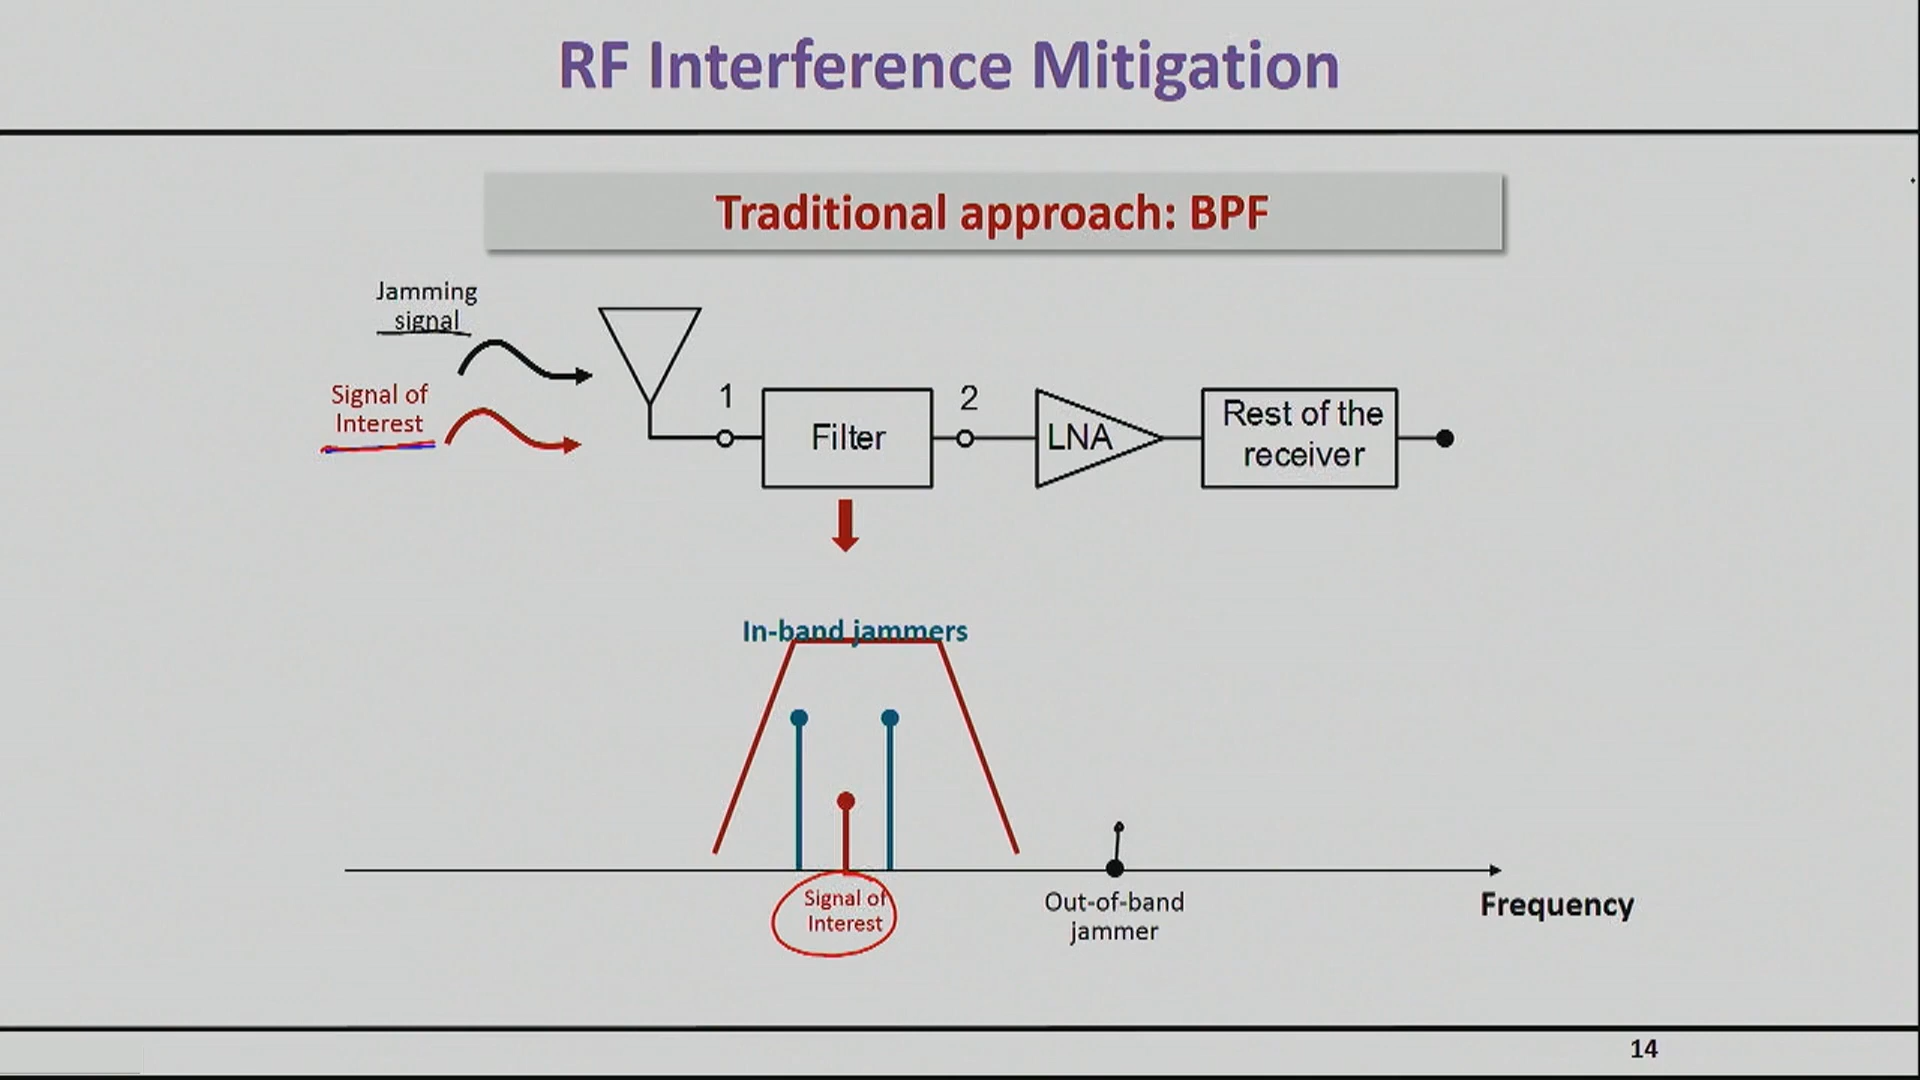 RF Interference Mitigation
Traditional approach: BPF
Jamming
signal
Signal of
Interest
1
Filter
2
LNA
Rest of the
receiver
In-band jammers
Signal of
Interest
Out-of-band
jammer
Frequency
14